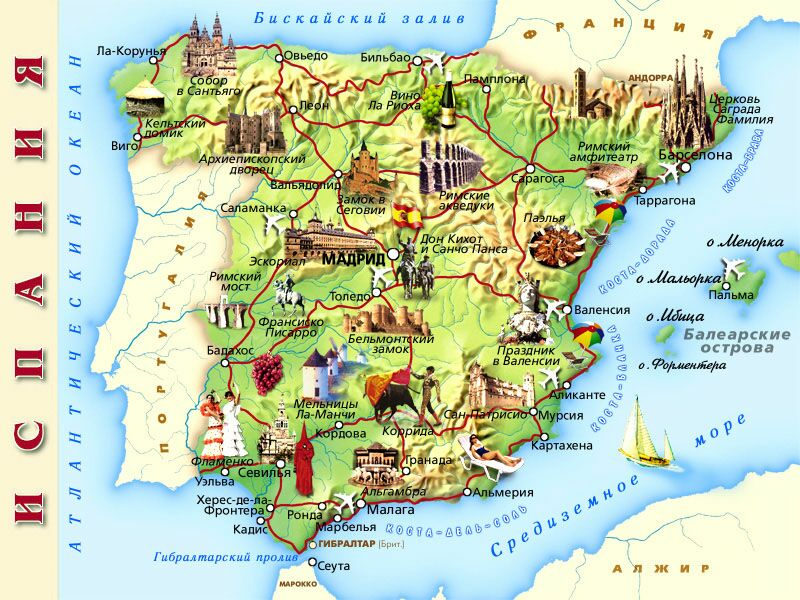 ИСПАНИЯ
АТЛАНТИЧЕСКИЙ ОКЕАН
Бискайский залив
ФРАНЦИЯ
АНДОРРА
Ла-Корунья
Собор
в Сантьяго
Овьедо
Бильбао
Памплона
Церковь
Саграда
Фамилия
Кельтский
домик
Виго
Леон
Вино
Ла Риоха
Архиепископский
дворец
Римский
амфитеатр
Барселона
КОСТА-БРАВА
Вальядолид
Замок в
Сеговии
Римские
акведуки
Сарагоса
Таррагона
Саламанка
Паэлья
КОСТА-ДОРАДА
Эскориал
МАДРИД
Дон Кихот
и Санчо Панса
о.Менорка
о.Мальорка
Пальма
ПОРТУГАЛИЯ
Римский
мост
Толедо
Франсиско
Писарро
Бельмонтский
замок
Валенсия
о.Ибица
Балеарские
острова
о.Форментера
Бадахос
Праздник
в Валенсии
КОСТА-БЛАНКА
Аликанте
Мельницы
Ла-Манчи
Коррида
Сан-Патрисио
Мурсия
Кордова
Картахена
Фламенко
Севилья
Уэльва
Гранада
Альгамбра
Альмерия
Херес-де-ла-
Фронтера
Ронда
Малага
Кадис
Марбелья
КОСТА-ДЕЛЬ-СОЛЬ
Средиземное море
Гибралтарский пролив
ГИБРАЛТАР (Брит.)
Сеута
МАРОККО
АЛЖИР